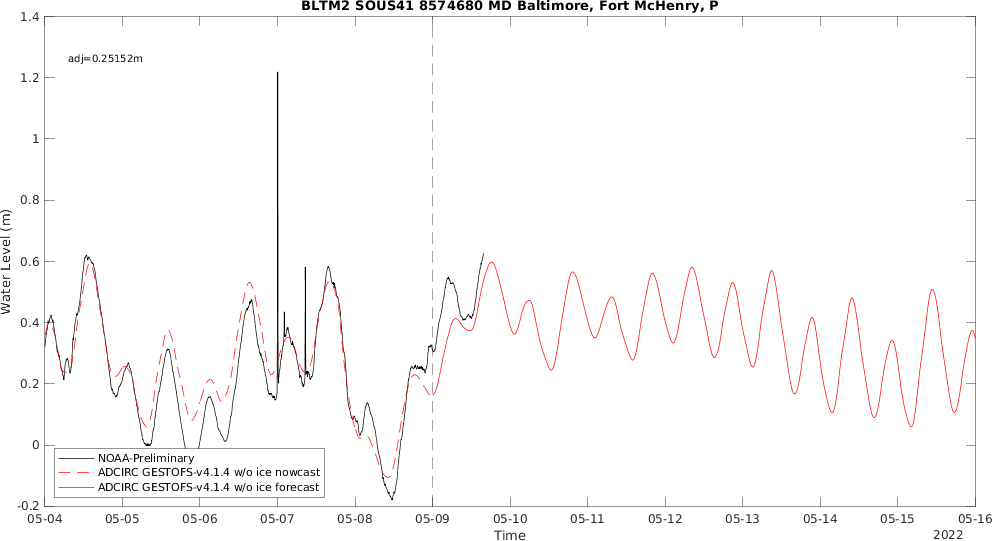 BLTM2 SOUS41 8574680 MD Baltimore, Fort McHenry, P
adj=0.25152m
Water Level (m)
1.4
1.2
1
0.8
0.6
0.4
0.2
0
-0.2
NOAA-Preliminary
ADCIRC GESTOFS-v4.1.4 w/o ice nowcast
ADCIRC GESTOFS-v4.1.4 w/o ice forecast
05-04 05-05 05-06 05-07 05-08 05-09 05-10 05-11 05-12 05-13 05-14 05-15 05-16
Time
2022